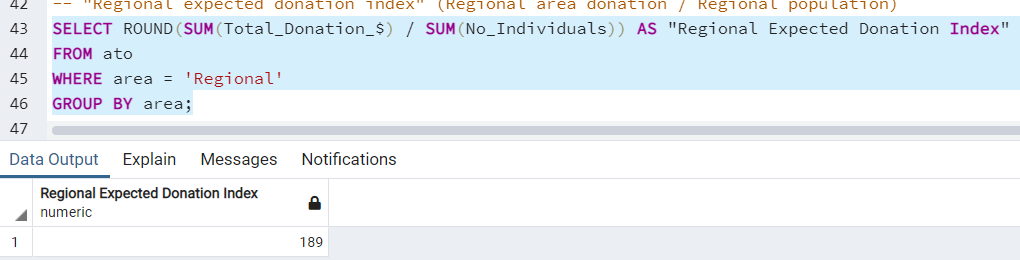 42 -- "Regional expected donation index" (Regional area donation / Regional population)
43 SELECT ROUND(SUM(Total_Donation_$) / SUM(No_Individuals)) AS "Regional Expected Donation Index"
44 FROM ato
45 WHERE area = 'Regional'
46 GROUP BY area;
47
Data Output Explain Messages Notifications
Regional Expected Donation Index
numeric
1 189